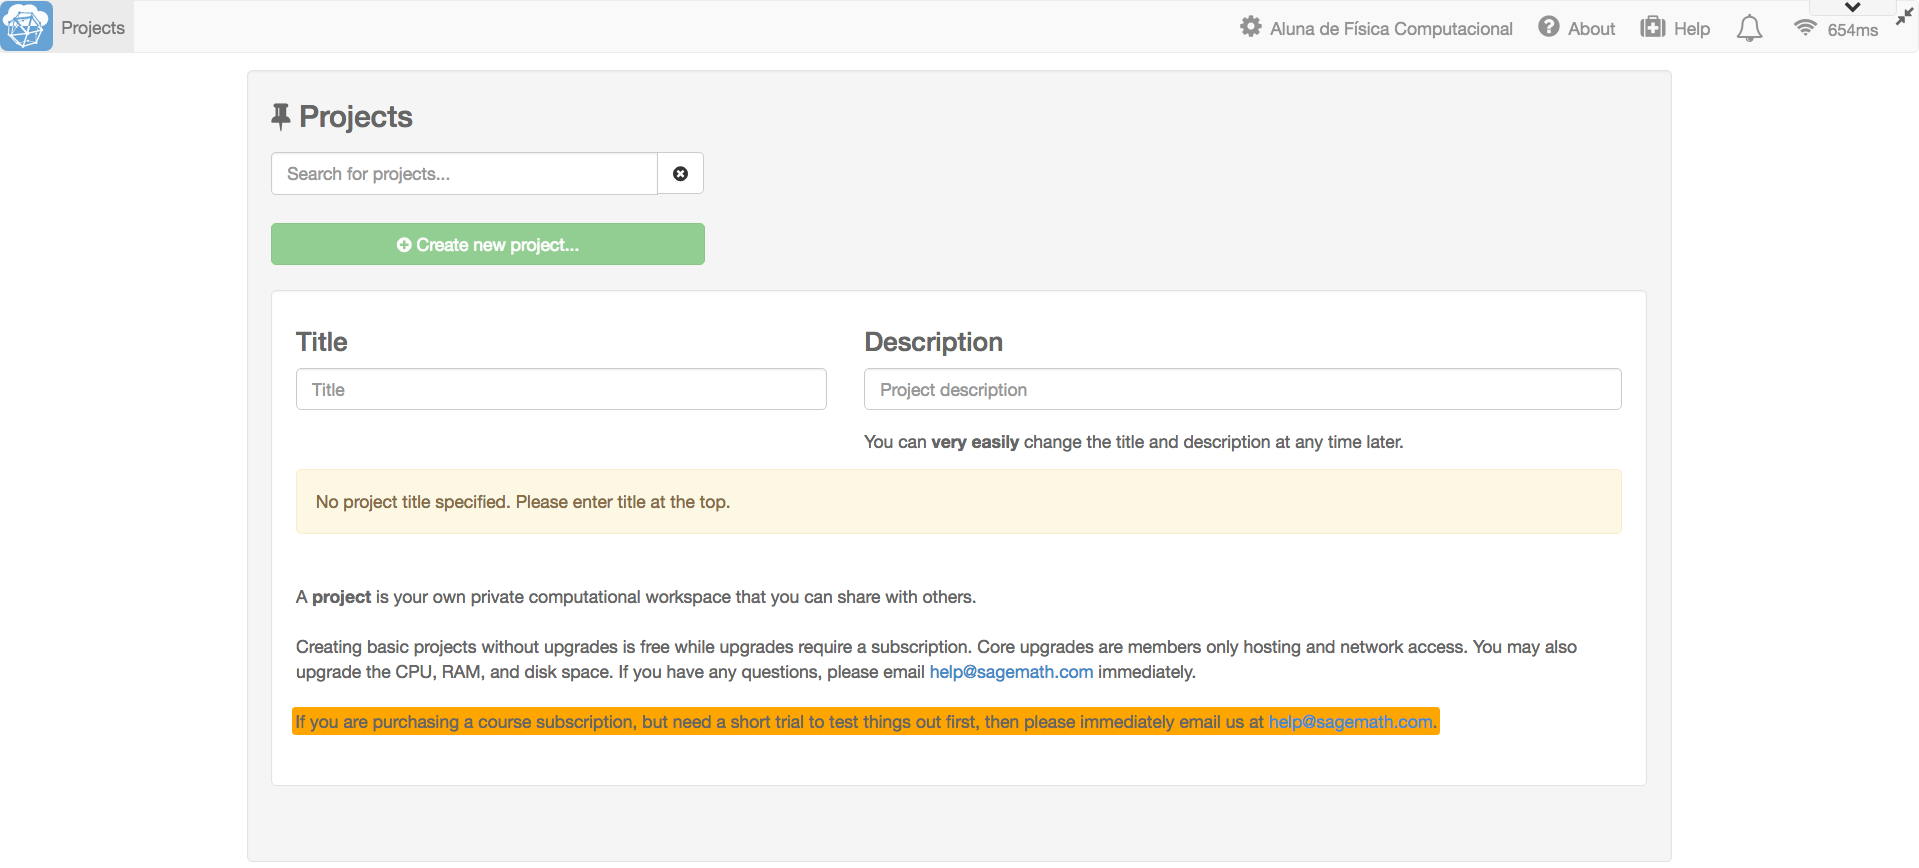 Projects
Aluna de Física Computacional
About
Help
654ms
Projects
Search for projects...
Create new project...
Title
Description
Title
Project description
You can very easily change the title and description at any time later.
No project title specified. Please enter title at the top.
A project is your own private computational workspace that you can share with others.
Creating basic projects without upgrades is free while upgrades require a subscription. Core upgrades are members only hosting and network access. You may also
upgrade the CPU, RAM, and disk space. If you have any questions, please email help@sagemath.com immediately.
If you are purchasing a course subscription, but need a short trial to test things out first, then please immediately email us at help@sagemath.com.